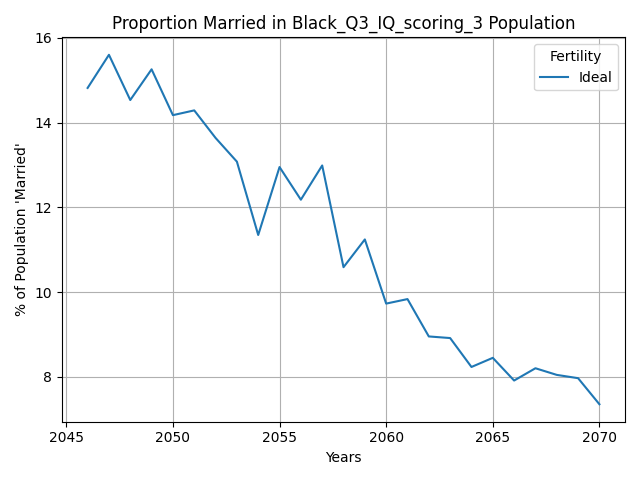 Proportion Married in Black_Q3_IQ_scoring_3 Population
16
14
12
10
8
% of Population 'Married'
Fertility
Ideal
2045 2050 2055 2060 2065 2070
Years